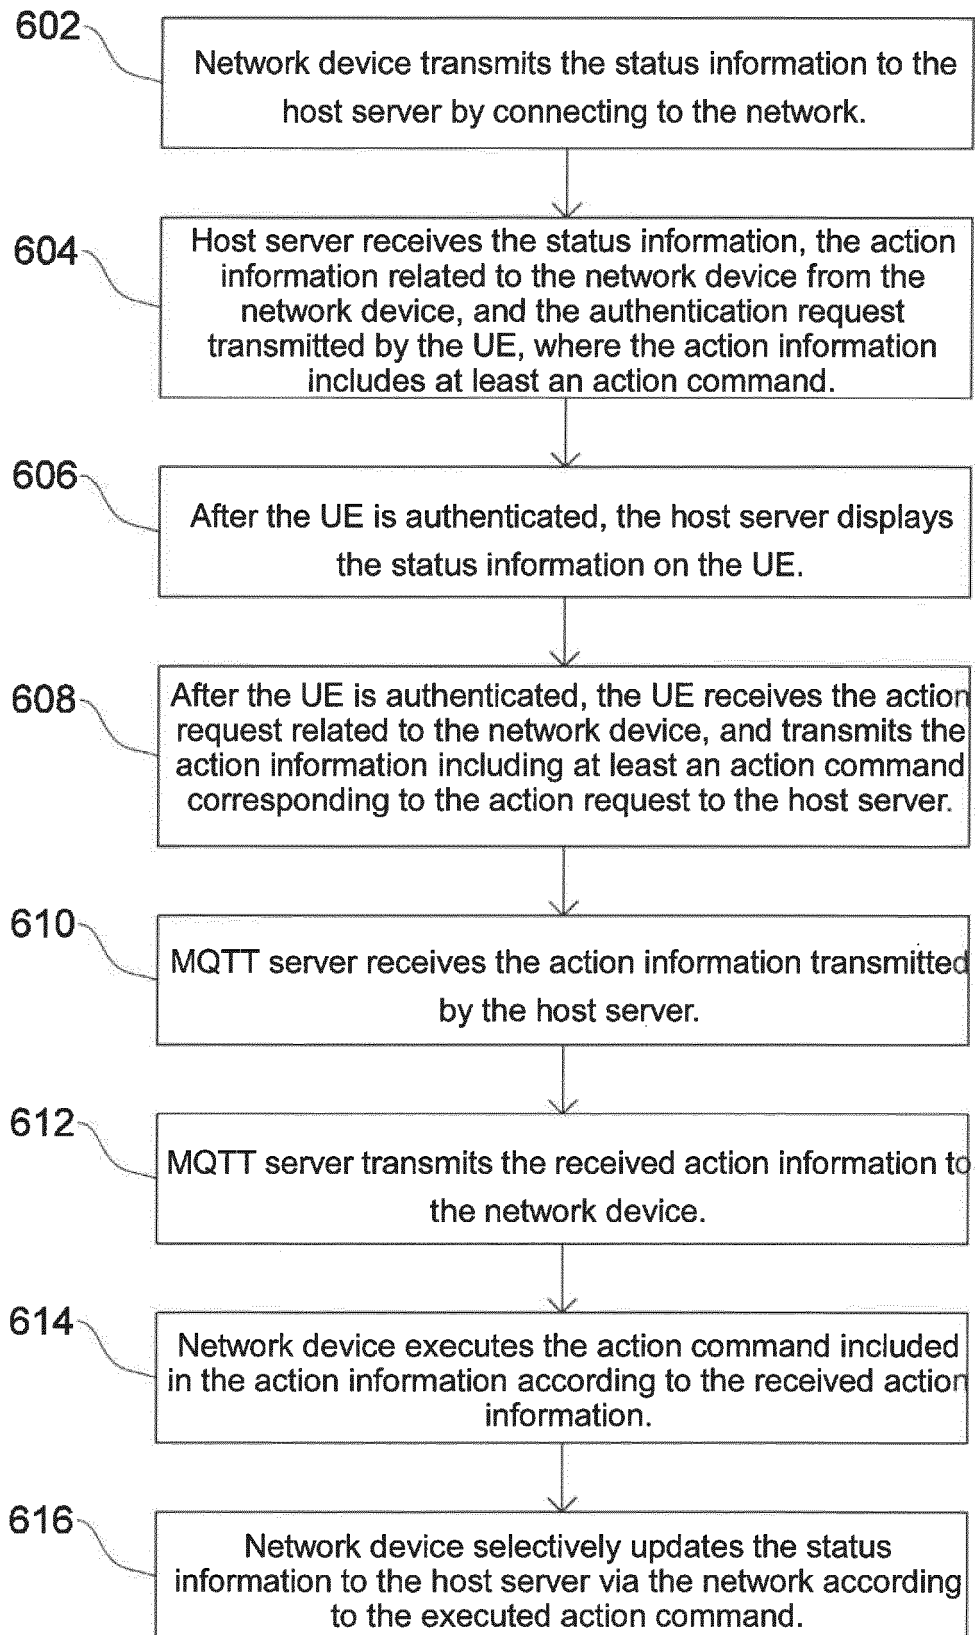 602
Network device transmits the status information to the
host server by connecting to the network.
604
Host server receives the status information, the action
information related to the network device from the
network device, and the authentication request
transmitted by the UE, where the action information
includes at least an action command.
606
After the UE is authenticated, the host server displays
the status information on the UE.
608
After the UE is authenticated, the UE receives the action
request related to the network device, and transmits the
action information including at least an action command
corresponding to the action request to the host server.
610
MQTT server receives the action information transmitted
by the host server.
612
MQTT server transmits the received action information to
the network device.
614
Network device executes the action command included
in the action information according to the received action
information.
616
Network device selectively updates the status
information to the host server via the network according
to the executed action command.